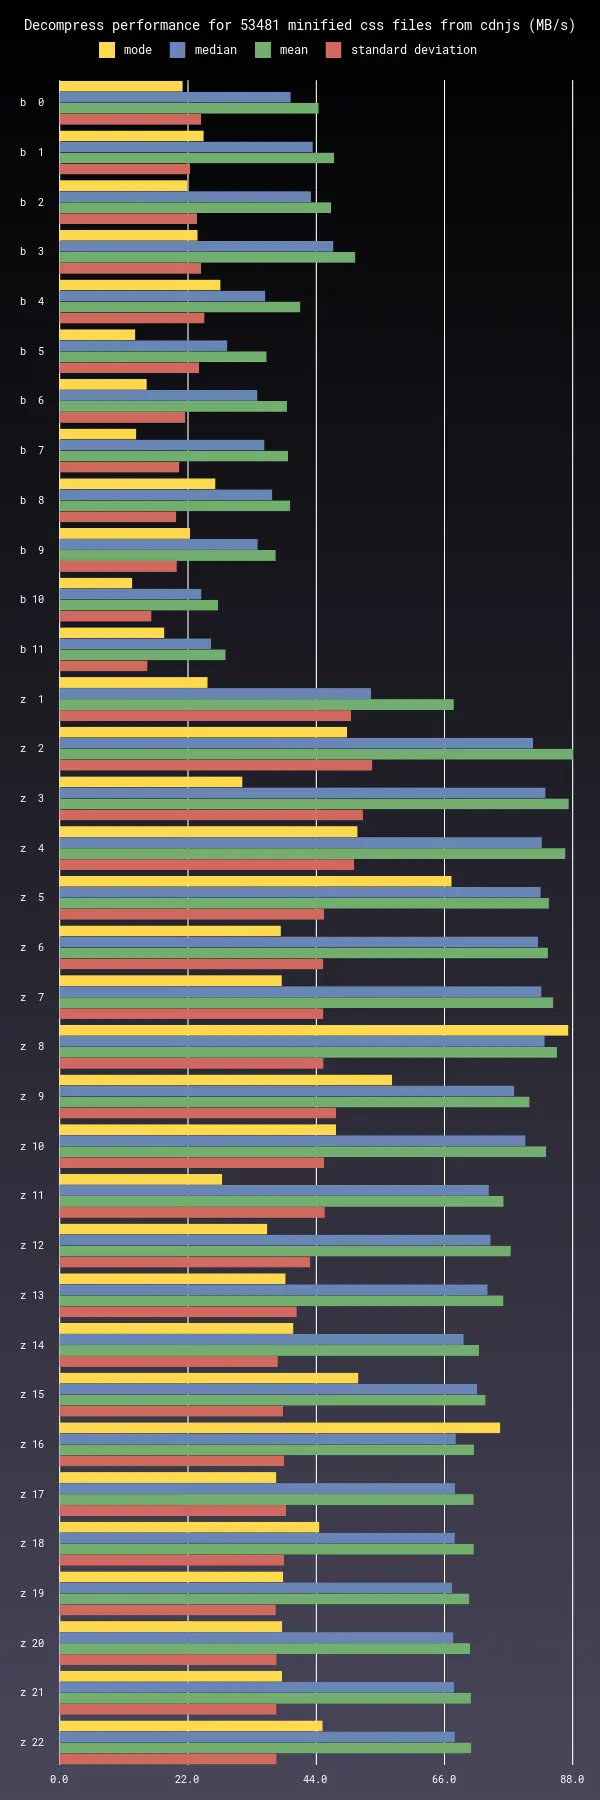 Decompress performance for 53481 minified css files from cdnjs (MB/s)
mode median mean standard deviation
b 0
b 1
b 2
b 3
b 4
b 5
b 6
b 7
b 8
b 9
b 10
b 11
z 1
z 2
z 3
z 4
z 5
z 6
z 7
z 8
z 9
z 10
z 11
z 12
z 13
z 14
z 15
z 16
z 17
z 18
z 19
z 20
z 21
z 22
0.0 22.0 44.0 66.0 88.0